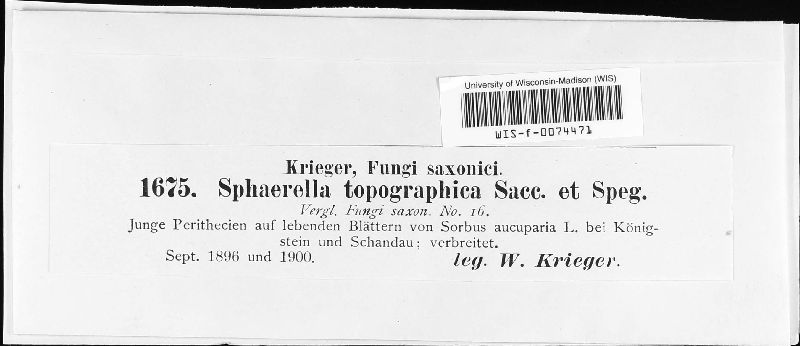 University of Wisconsin-Madison (WIS)
WIS-f-0074471
Krieger, Fungi saxonici.
1675. Sphaerella topographica Sacc. et Speg.
Vergl. Fungi saxon. No. 16.
Junge Perithecien auf lebenden Blättern von Sorbus aucuparia L. bei König-
stein und Schandau; verbreitet.
Sept. 1896 und 1900.
leg. W. Krieger.